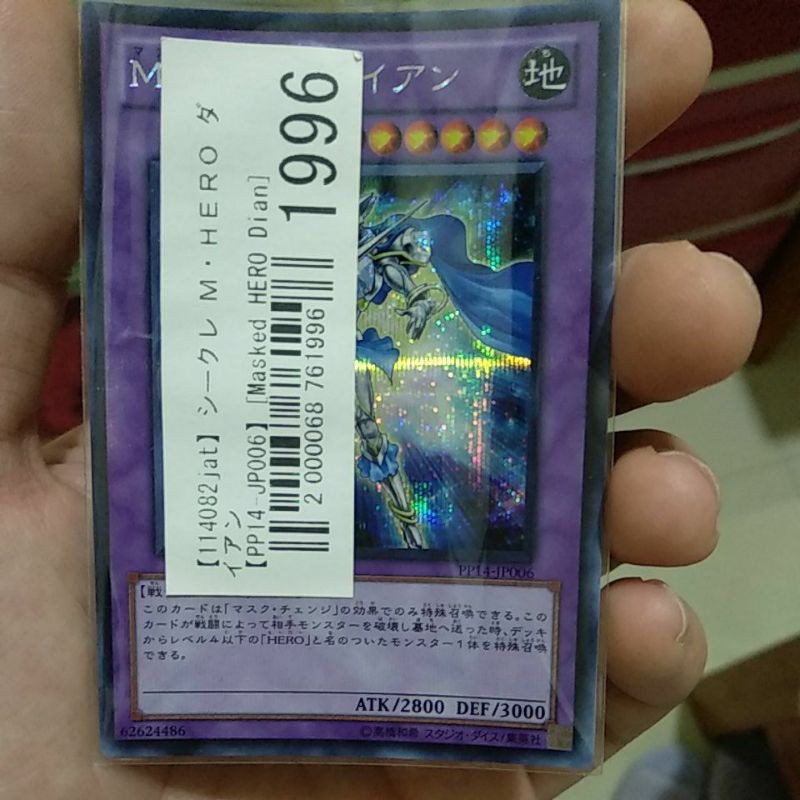 M
イアン
地
【114082jat】シークレ M・HERO ダ
イアン
【PP14-JP006】[Masked HERO Dian]
2 000068 761996
1996
PP14-JP006
【戦
このカードは「マスク・チェンジ」の効果でのみ特殊召喚できる。この
カードが戦闘によって相手モンスターを破壊し墓地へ送った時、デッキ
からレベル4以下の「HERO」と名のついたモンスター1体を特殊召喚
できる。
ATK/2800 DEF/3000
62624486
©高橋和希 スタジオ・ダイス/集英社